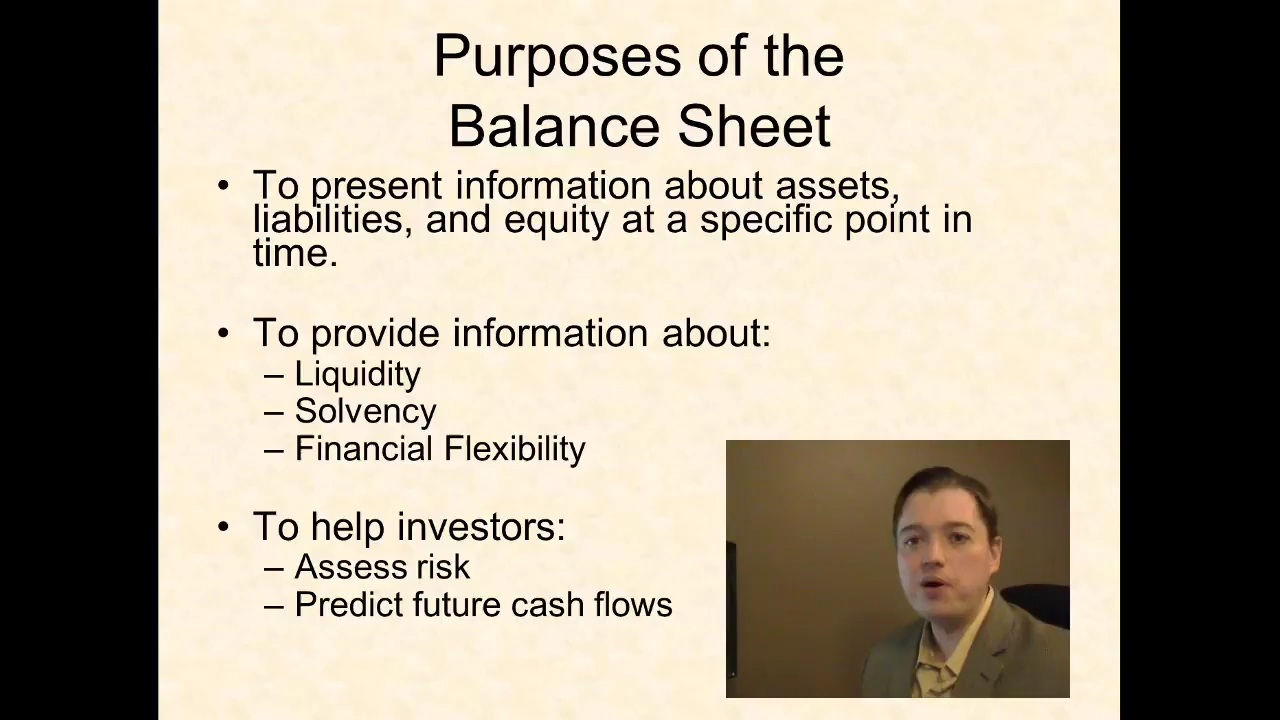 Purposes of the
Balance Sheet
• To present information about assets,
liabilities, and equity at a specific point in
time.
• To provide information about:
– Liquidity
– Solvency
– Financial Flexibility
• To help investors:
– Assess risk
– Predict future cash flows